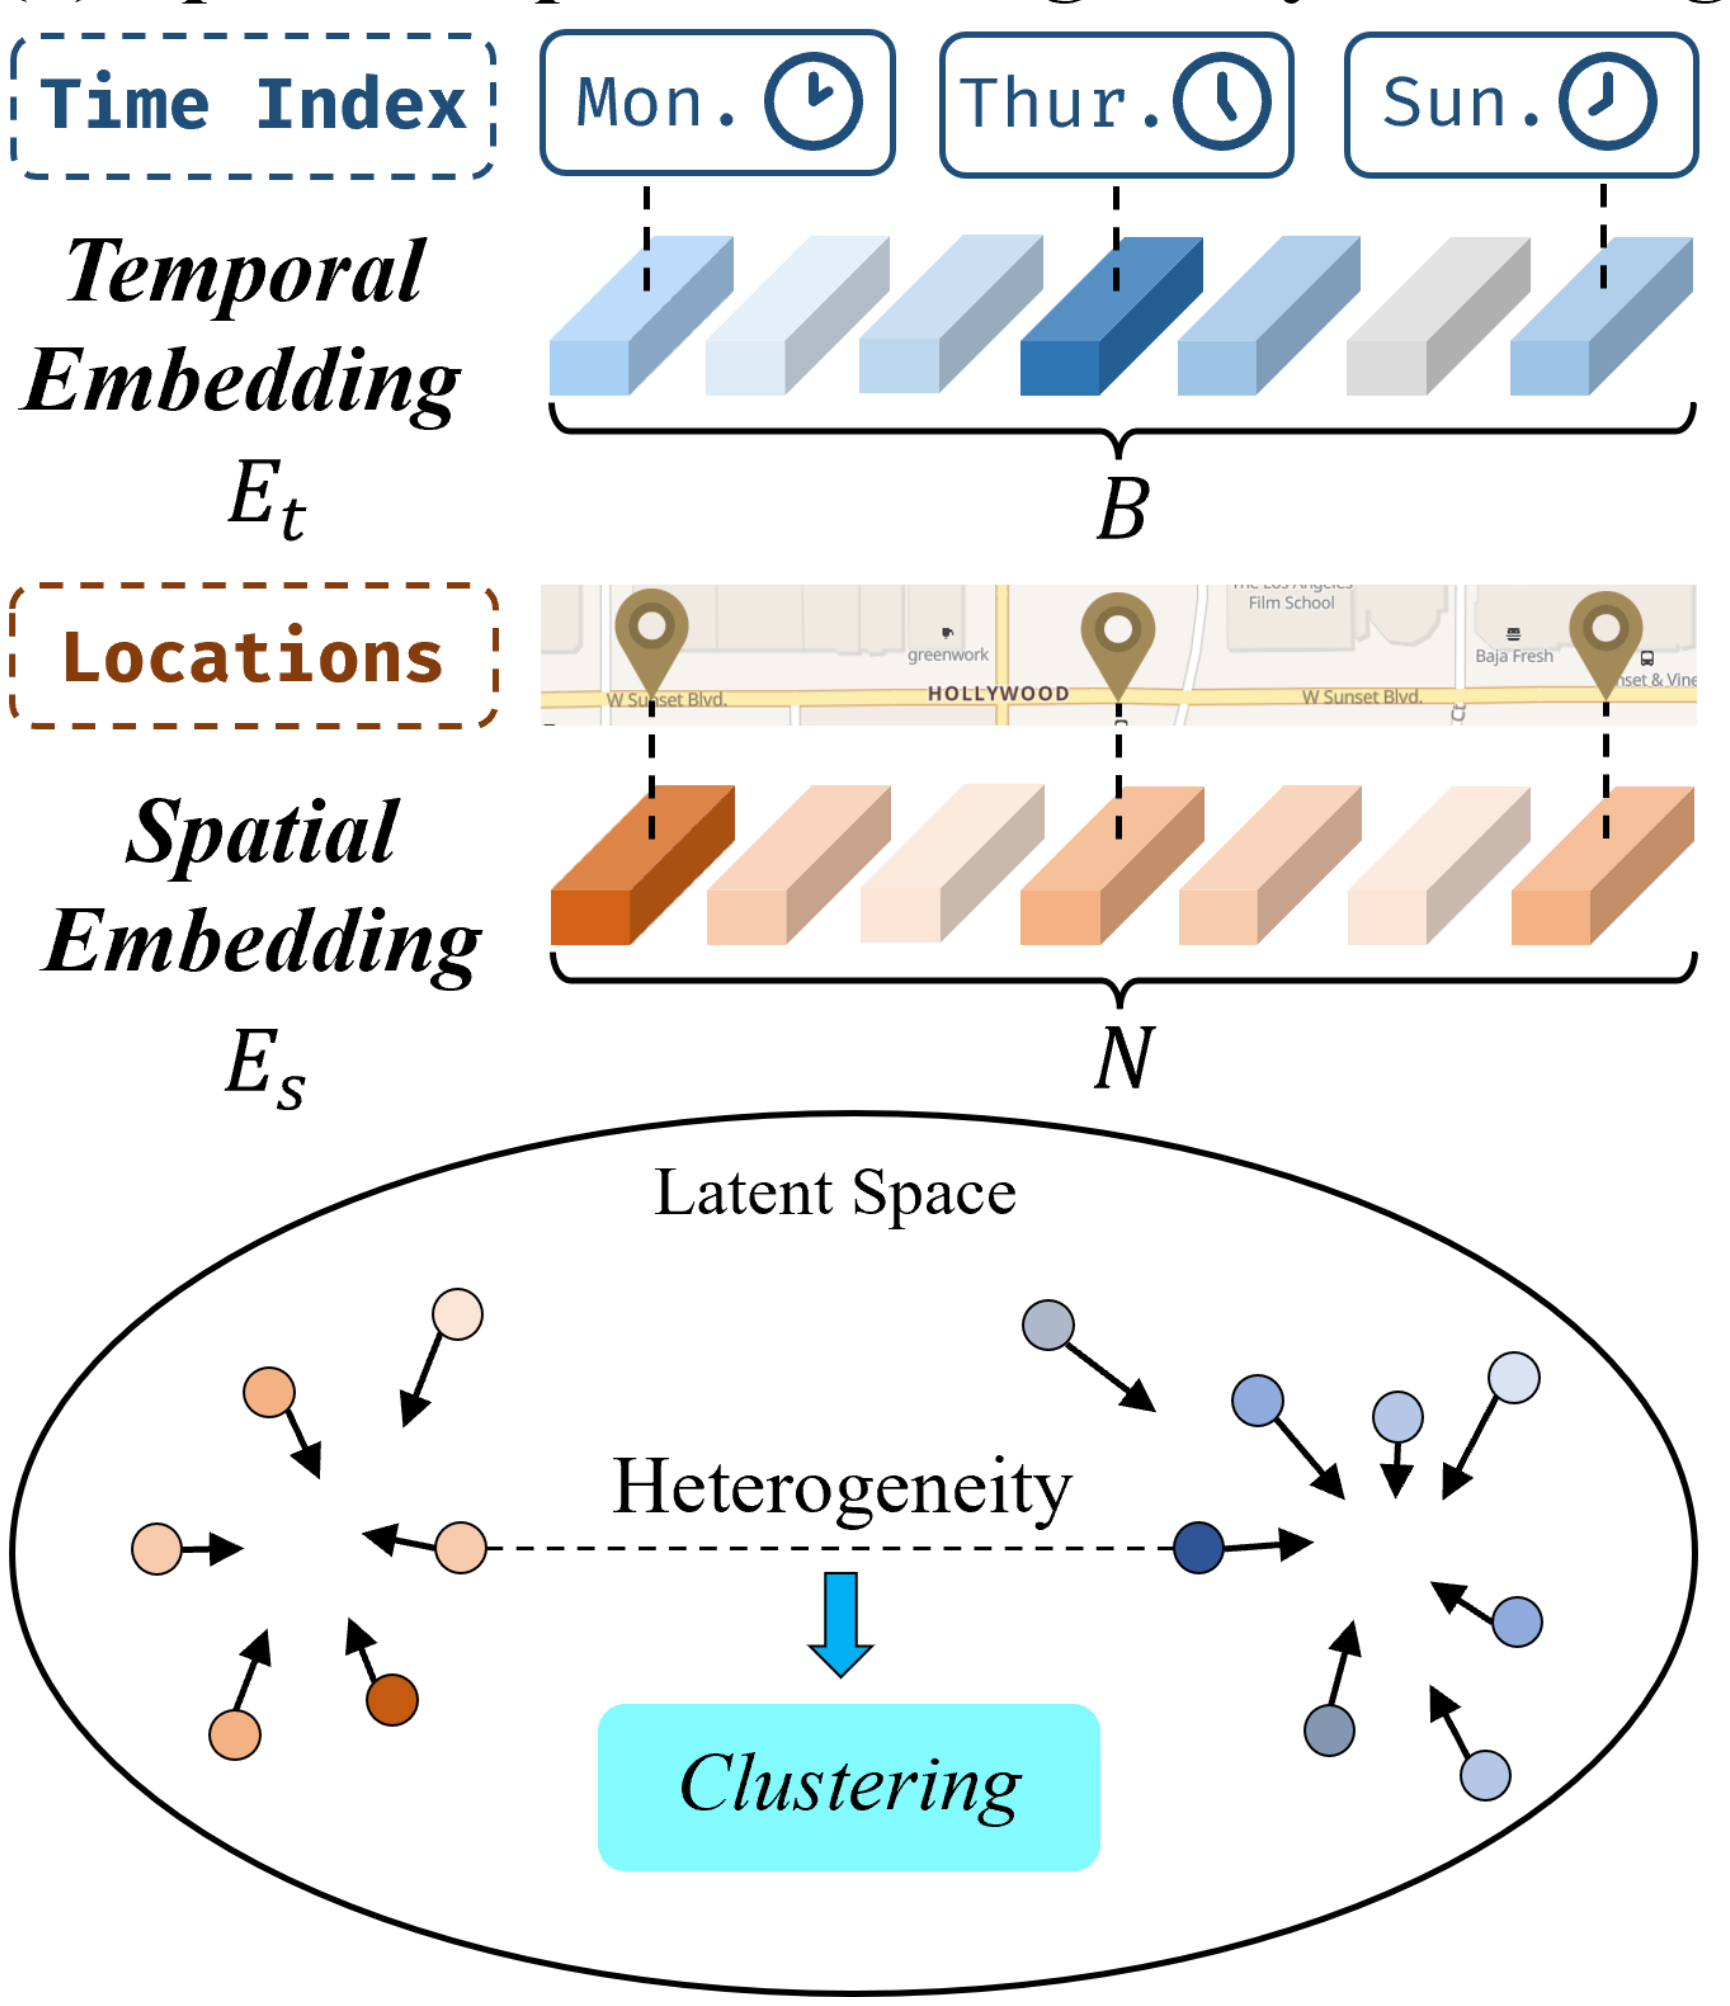 Time Index
Mon.
Thur.
Sun.
Temporal
Embedding
E_t
B
Locations
Film School
greenwork
Baja Fresh
HOLLYWOOD
W Sunset Blvd.
W Sunset Blvd.
Spatial
Embedding
E_s
N
Latent Space
Heterogeneity
Clustering